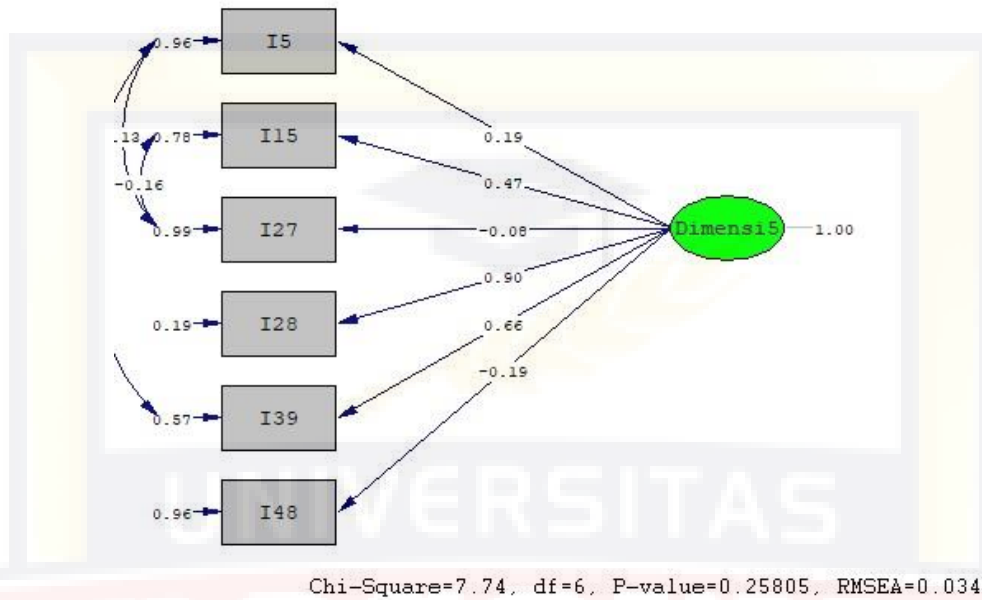 0.96 I5
0.19
.13 0.78 I15
0.47
-0.16
0.99 I27 -0.08 Dimensi5 1.00
0.90
0.19 I28 0.66
-0.19
0.57 I39
UNIVERSITAS
0.96 I48
Chi-Square=7.74, df=6, P-value=0.25805, RMSEA=0.034